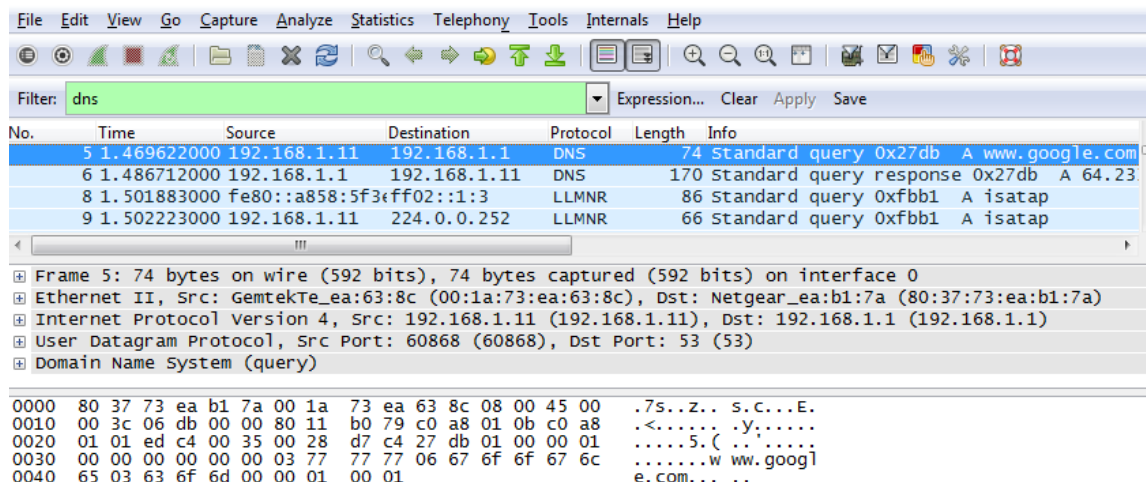 File Edit View Go Capture Analyze Statistics Telephony Tools Internals Help
Filter: dns Expression... Clear Apply Save
No. Time Source Destination Protocol Length Info
5 1.469622000 192.168.1.11 192.168.1.1 DNS 74 Standard query 0x27db A www.google.com
6 1.486712000 192.168.1.1 192.168.1.11 DNS 170 Standard query response 0x27db A 64.23
8 1.501883000 fe80::a858:5f3 ff02::1:3 LLMNR 86 Standard query 0xfbb1 A isatap
9 1.502223000 192.168.1.11 224.0.0.252 LLMNR 66 Standard query 0xfbb1 A isatap
Frame 5: 74 bytes on wire (592 bits), 74 bytes captured (592 bits) on interface 0
Ethernet II, Src: GemtekTe_ea:63:8c (00:1a:73:ea:63:8c), Dst: Netgear_ea:b1:7a (80:37:73:ea:b1:7a)
Internet Protocol Version 4, Src: 192.168.1.11 (192.168.1.11), Dst: 192.168.1.1 (192.168.1.1)
User Datagram Protocol, Src Port: 60868 (60868), Dst Port: 53 (53)
Domain Name System (query)
0000 80 37 73 ea b1 7a 00 1a 73 ea 63 8c 08 00 45 00 .7s..z.. s.c...E.
0010 00 3c 06 db 00 00 80 11 b0 79 c0 a8 01 0b c0 a8 .<...... .y......
0020 01 01 ed c4 00 35 00 28 d7 c4 27 db 01 00 00 01 .....5.( ..'.....
0030 00 00 00 00 00 00 03 77 77 77 06 67 6f 6f 67 6c .......w ww.googl
0040 65 03 63 6f 6d 00 00 01 00 01 e.com... ..